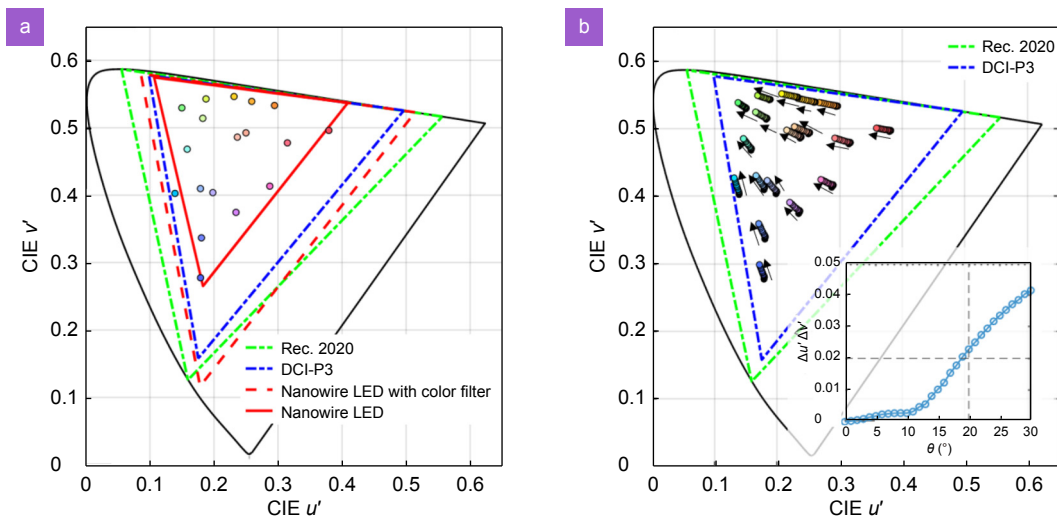 a
0.6
0.5
0.4
0.3
0.2
0.1
0
CIE v′
0 0.1 0.2 0.3 0.4 0.5 0.6
CIE u′
Rec. 2020
DCI-P3
Nanowire LED with color filter
Nanowire LED
b
0.6
0.5
0.4
0.3
0.2
0.1
0
CIE v′
0 0.1 0.2 0.3 0.4 0.5 0.6
CIE u′
Rec. 2020
DCI-P3
0.05
0.04
0.03
0.02
0.01
0
Δu′ Δv′
0 5 10 15 20 25 30
θ (°)